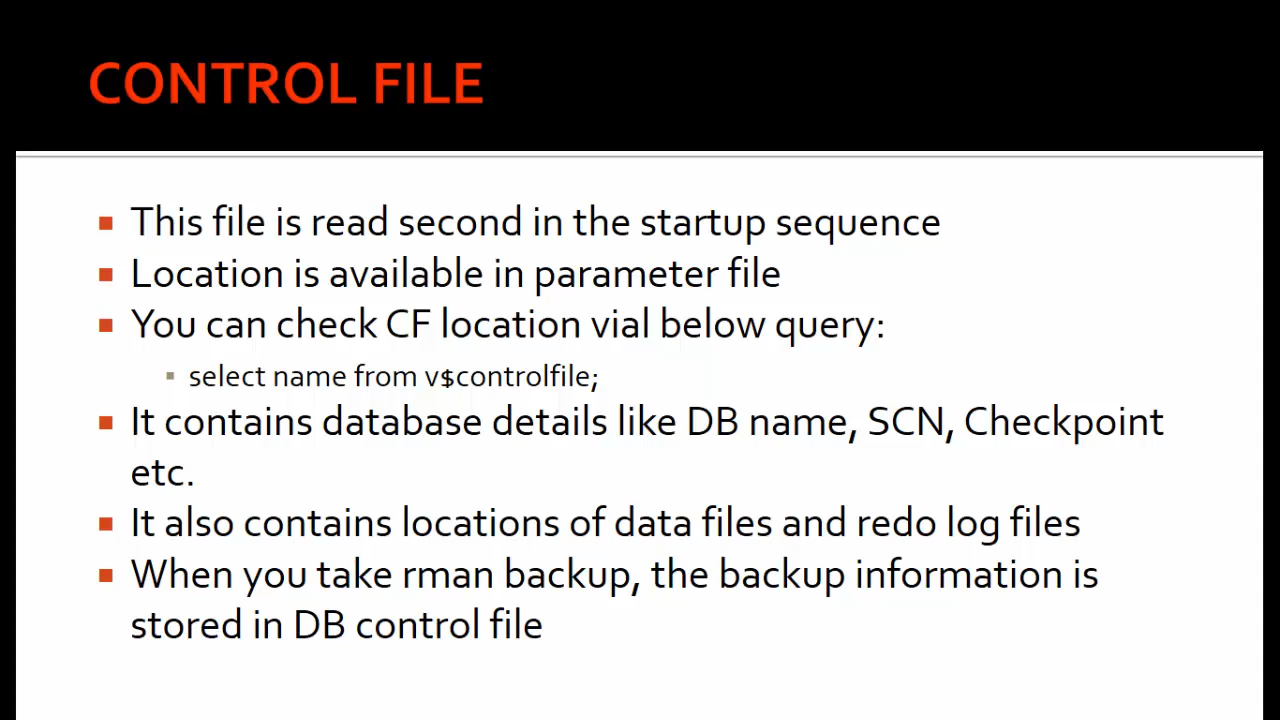 CONTROL FILE
This file is read second in the startup sequence
Location is available in parameter file
You can check CF location vial below query:
select name from v$controlfile;
It contains database details like DB name, SCN, Checkpoint
etc.
It also contains locations of data files and redo log files
When you take rman backup, the backup information is
stored in DB control file